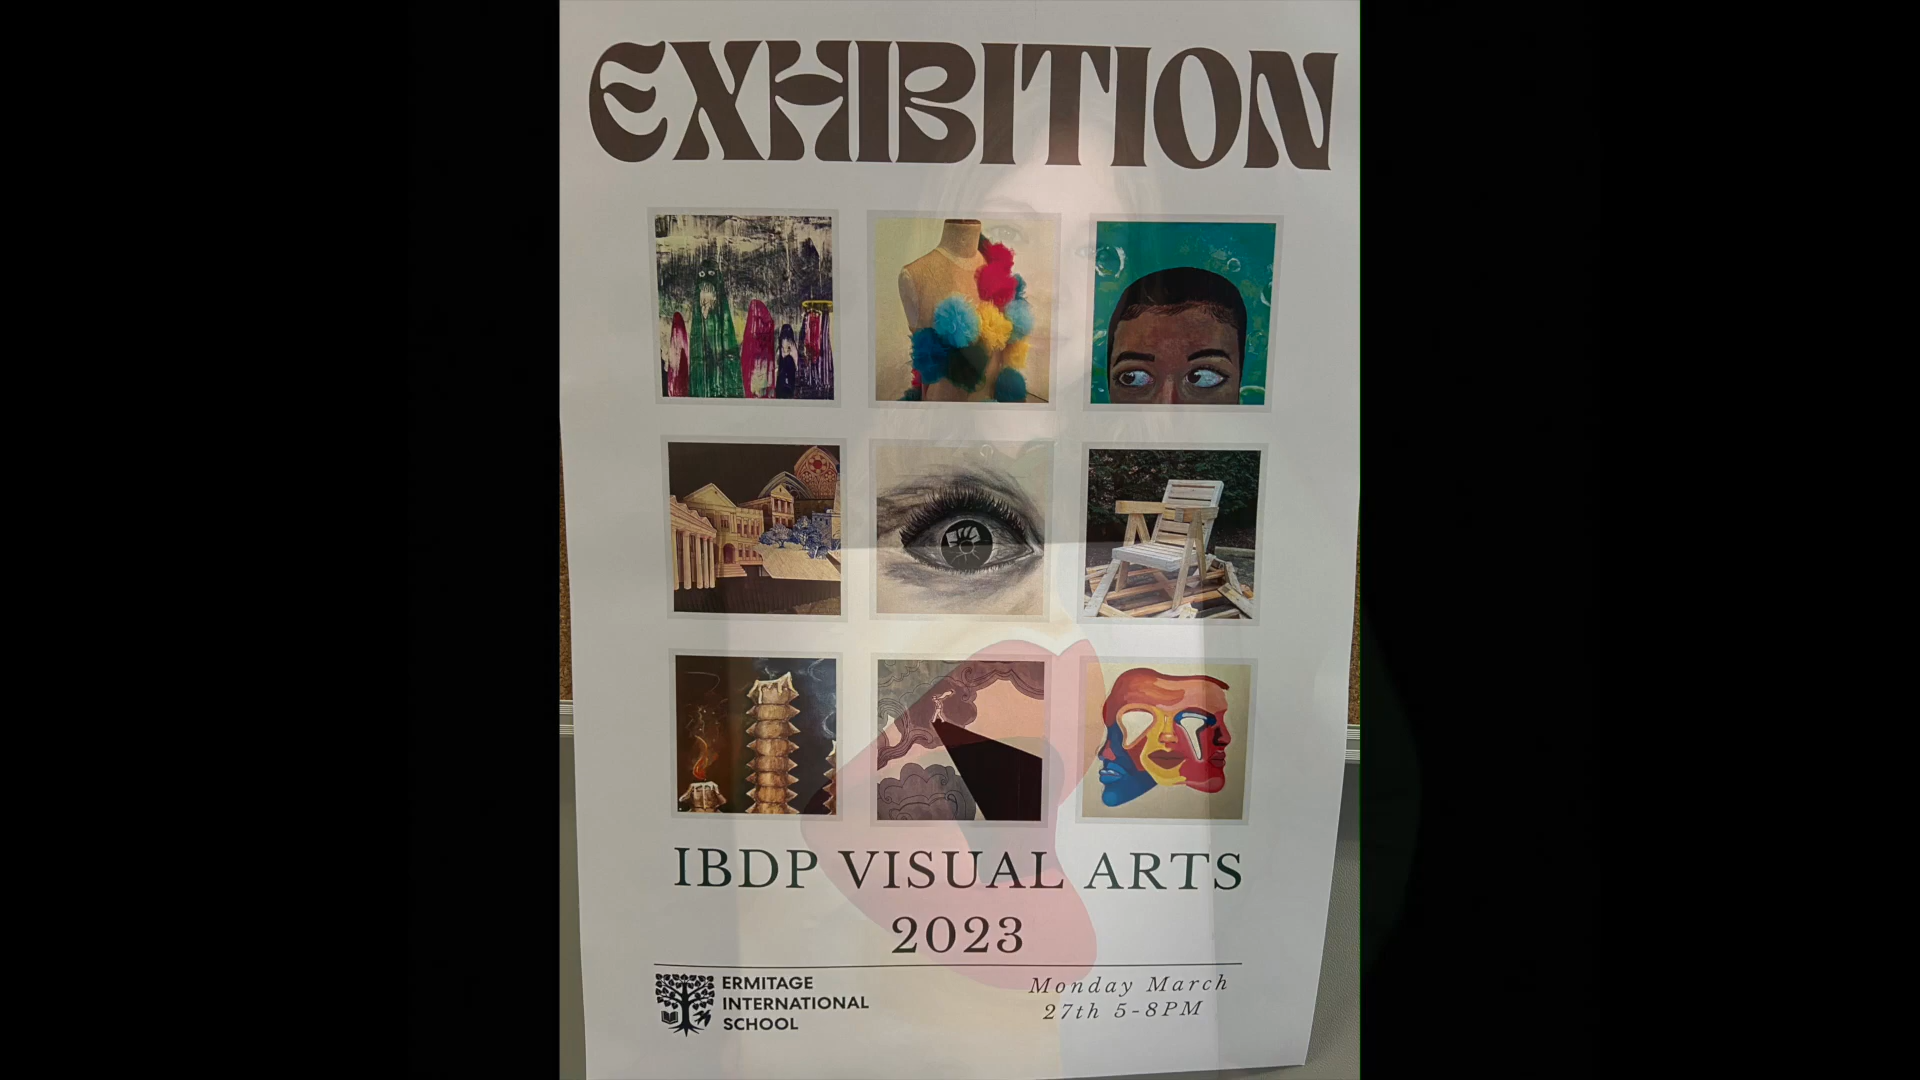 EXHIBITION
IBDP VISUAL ARTS
2023
ERMITAGE
INTERNATIONAL
SCHOOL
Monday March
27th 5-8PM